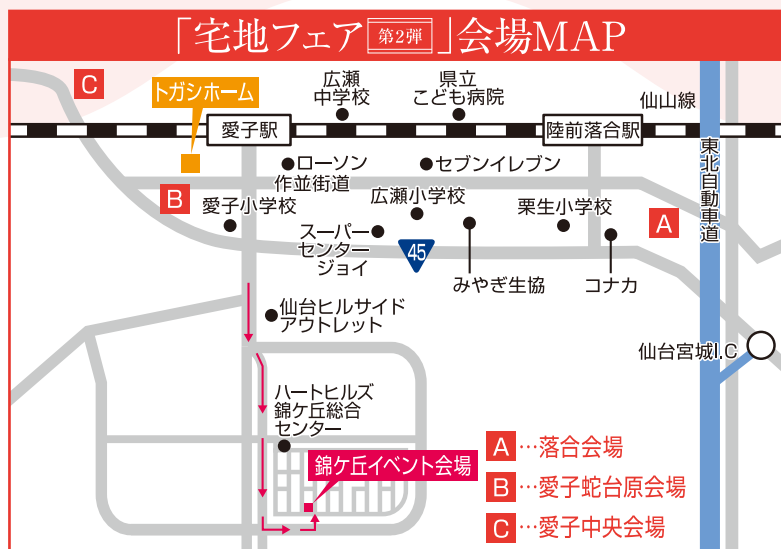 「宅地フェア 第2弾 」会場MAP
C
トガシホーム
広瀬
中学校
県立
こども病院
仙山線
愛子駅
陸前落合駅
東北自動車道
ローソン
セブンイレブン
作並街道
B
愛子小学校
広瀬小学校
栗生小学校
A
スーパー
センター
ジョイ
45
みやぎ生協
コナカ
仙台ヒルサイド
アウトレット
仙台宮城I.C
ハートヒルズ
錦ケ丘総合
センター
錦ケ丘イベント会場
A…落合会場
B…愛子蛇台原会場
C…愛子中央会場